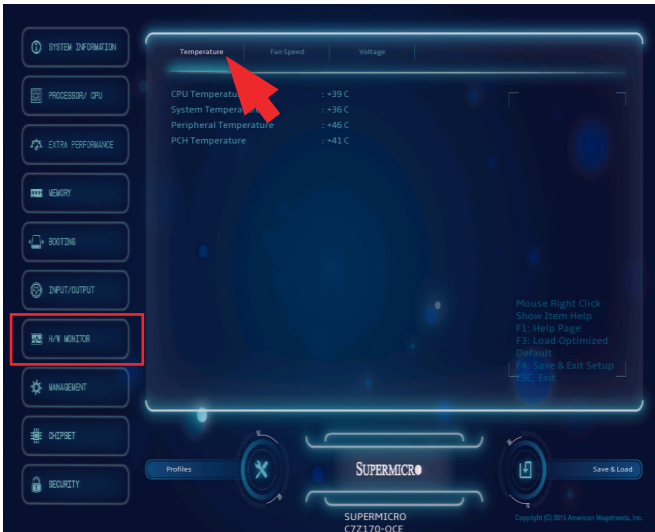 SYSTEM INFORMATION
PROCESSOR/ CPU
EXTRA PERFORMANCE
MEMORY
BOOTING
INPUT/OUTPUT
H/W MONITOR
MANAGEMENT
CHIPSET
SECURITY
Temperature Fan Speed Voltage
CPU Temperatu : +39 C
System Tempera e : +36 C
Peripheral Temperature : +46 C
PCH Temperature : +41 C
Mouse Right Click
Show Item Help
F1: Help Page
F3: Load Optimized
Default
F4: Save & Exit Setup
ESC: Exit
Profiles
SUPERMICRO
Save & Load
SUPERMICRO
C7Z170-OCE
Copyright (C) 2015 American Megatrends, Inc.